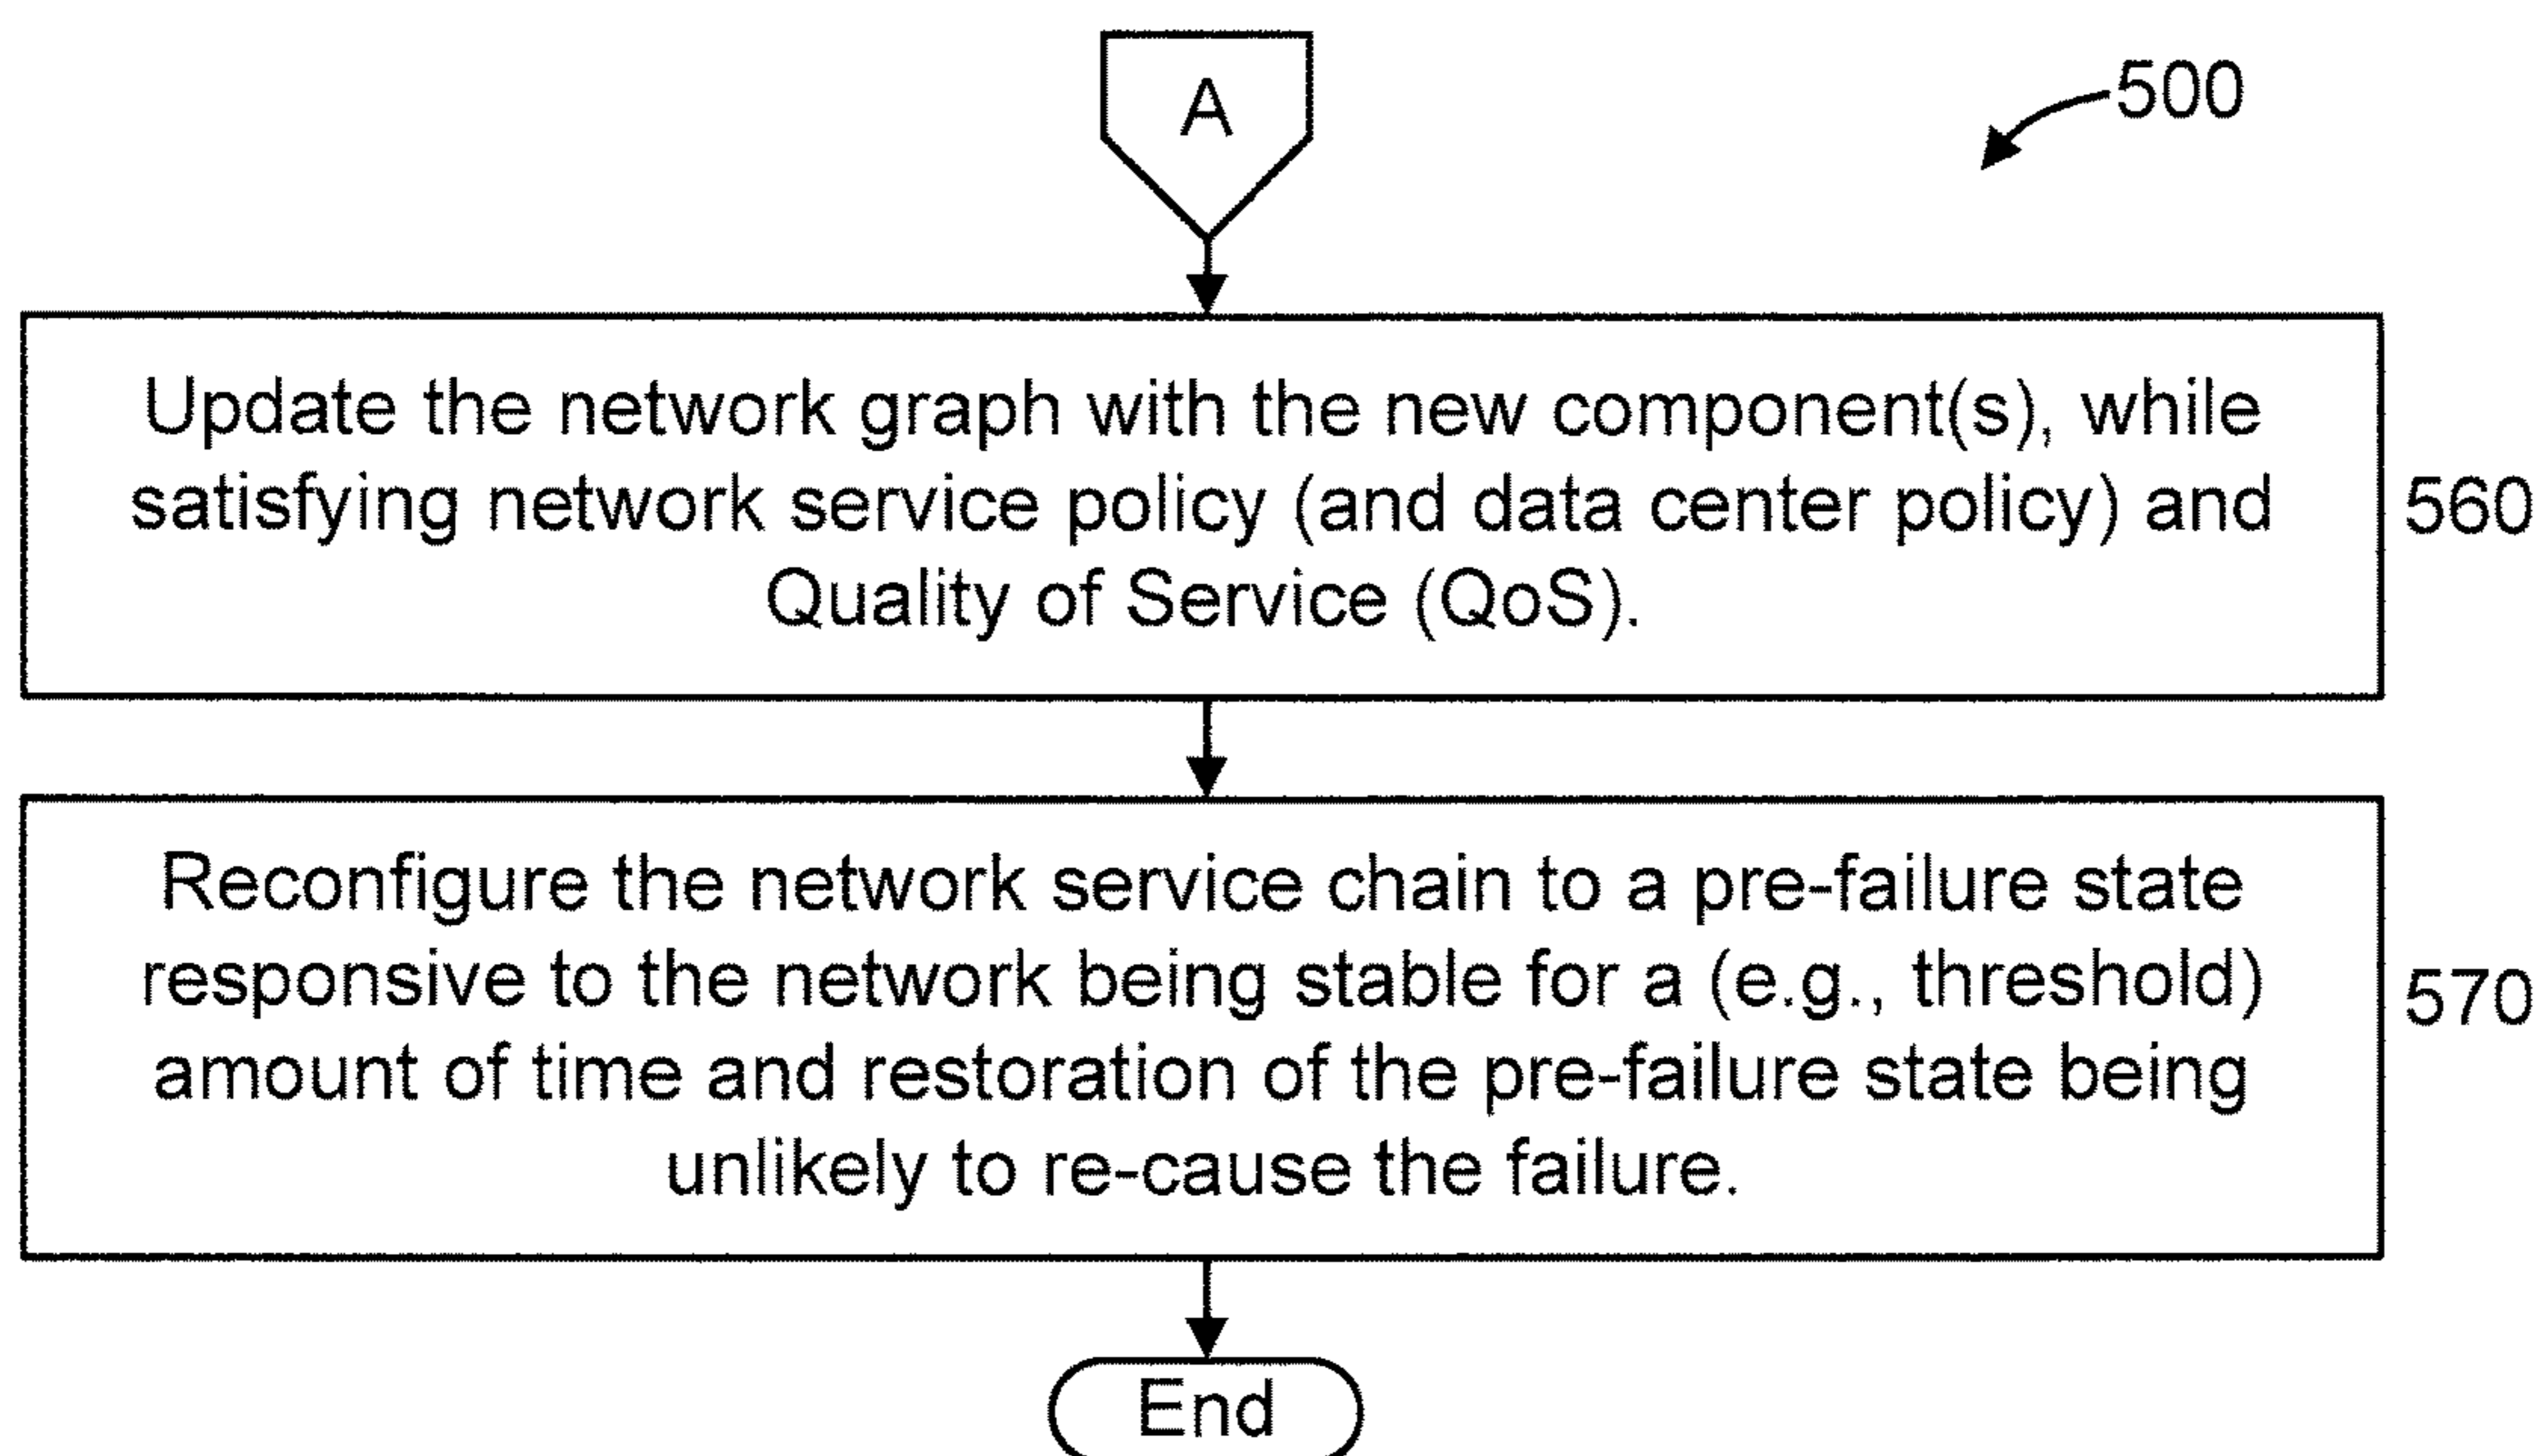 A
500
Update the network graph with the new component(s), while
satisfying network service policy (and data center policy) and
Quality of Service (QoS).
560
Reconfigure the network service chain to a pre-failure state
responsive to the network being stable for a (e.g., threshold)
amount of time and restoration of the pre-failure state being
unlikely to re-cause the failure.
570
End